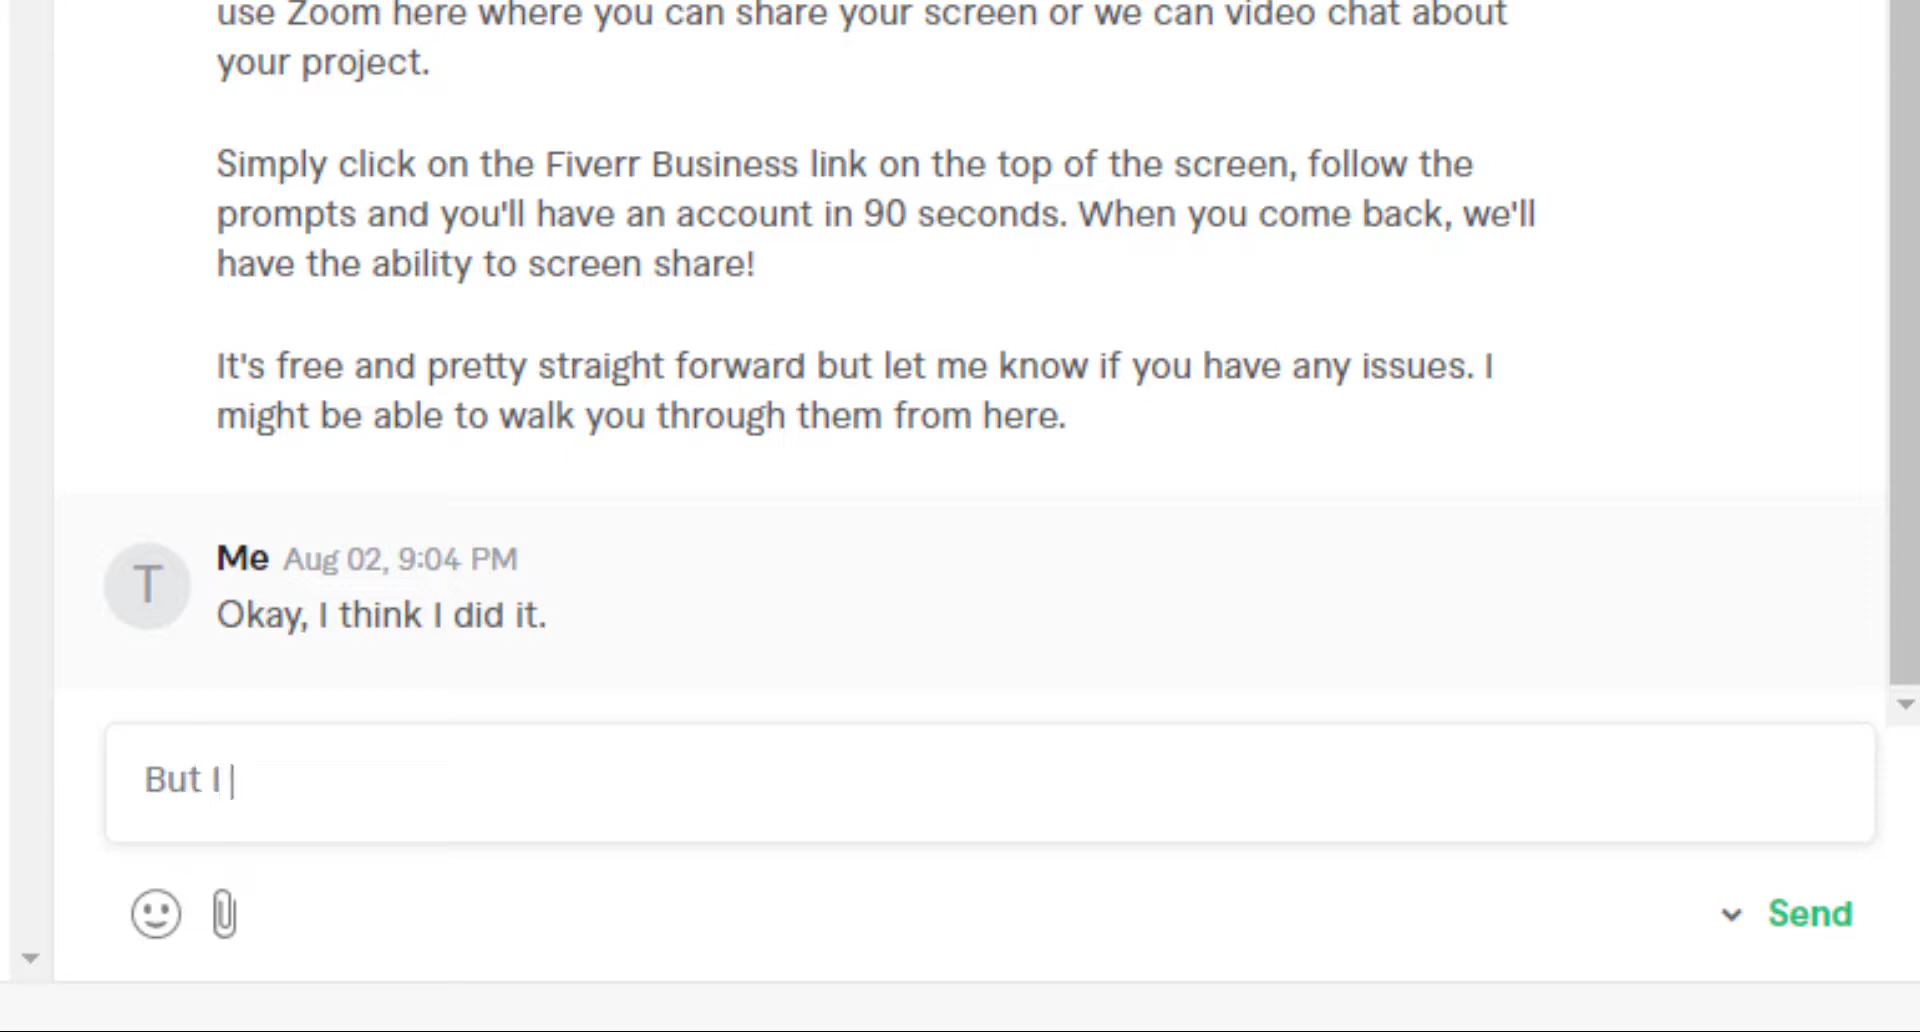 use Zoom here where you can share your screen or we can video chat about
your project.
Simply click on the Fiverr Business link on the top of the screen, follow the
prompts and you'll have an account in 90 seconds. When you come back, we'll
have the ability to screen share!
It's free and pretty straight forward but let me know if you have any issues. I
might be able to walk you through them from here.
T
Me Aug 02, 9:04 PM
Okay, I think I did it.
But I
Send